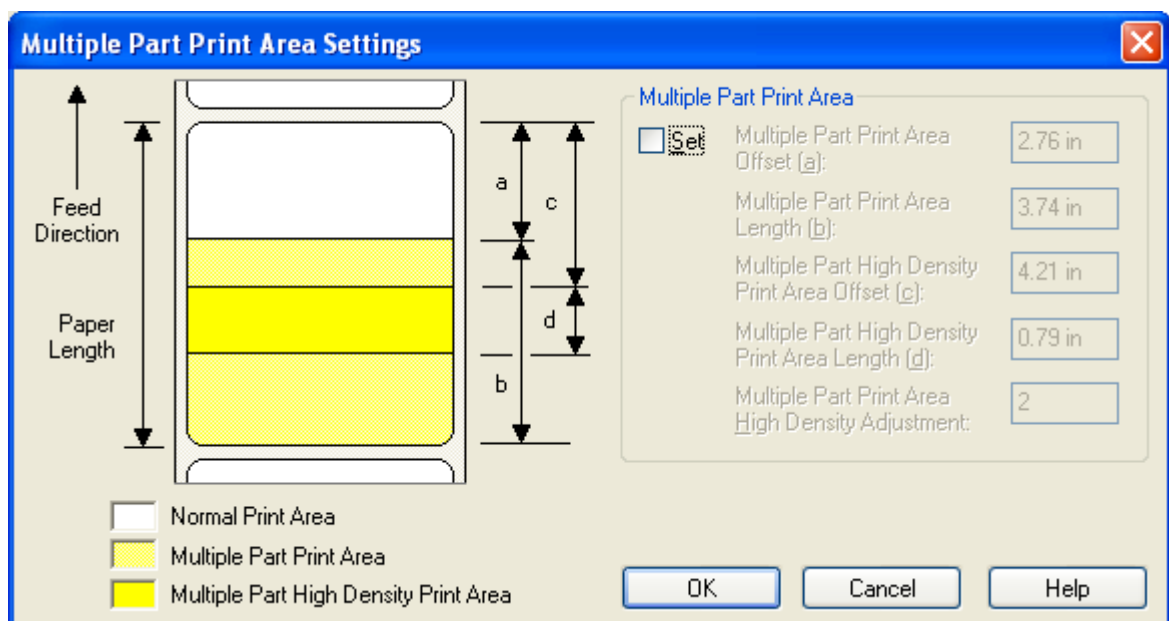 Multiple Part Print Area Settings
Feed
Direction
Paper
Length
a
c
d
b
Normal Print Area
Multiple Part Print Area
Multiple Part High Density Print Area
Multiple Part Print Area
Set
Multiple Part Print Area
Offset (a):
2.76 in
Multiple Part Print Area
Length (b):
3.74 in
Multiple Part High Density
Print Area Offset (c):
4.21 in
Multiple Part High Density
Print Area Length (d):
0.79 in
Multiple Part Print Area
High Density Adjustment:
2
OK
Cancel
Help